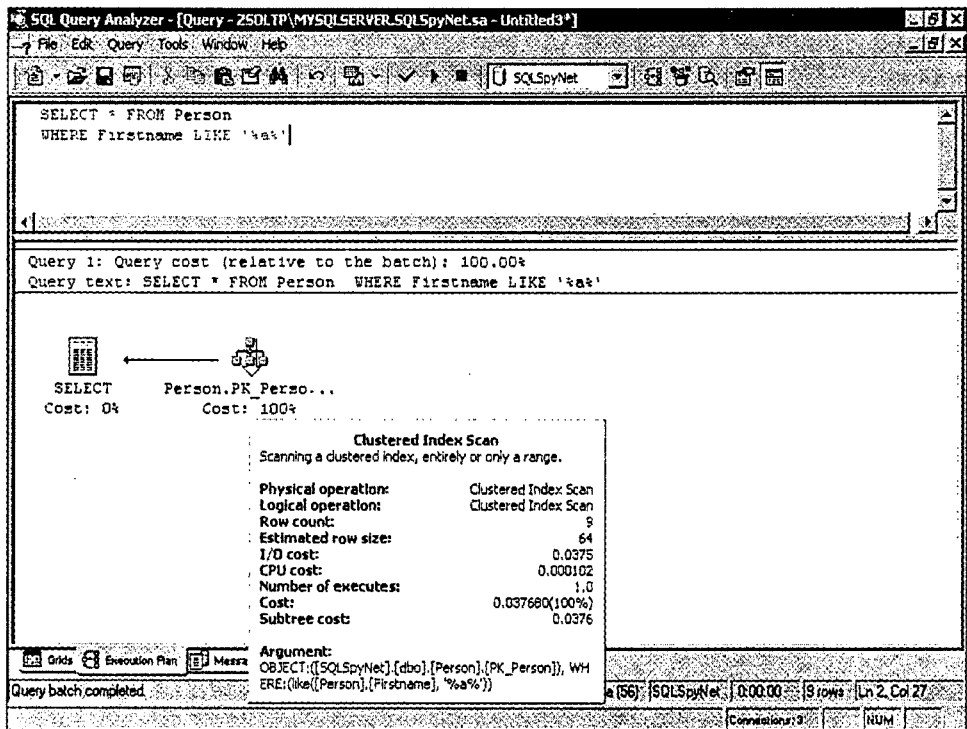 SQL Query Analyzer - [Query - 2SOLTP\MYSQLSERVER.SQLSpyNet.sa - Untitled3*]
File Edit Query Tools Window Help
SQLSpyNet
SELECT * FROM Person
WHERE Firstname LIKE '%a%'
Query 1: Query cost (relative to the batch): 100.00%
Query text: SELECT * FROM Person WHERE Firstname LIKE '%a%'
SELECT
Cost: 0%
Person.PK_Perso...
Cost: 100%
Clustered Index Scan
Scanning a clustered index, entirely or only a range.
Physical operation: Clustered Index Scan
Logical operation: Clustered Index Scan
Row count: 9
Estimated row size: 64
I/O cost: 0.0375
CPU cost: 0.000102
Number of executes: 1.0
Cost: 0.037680(100%)
Subtree cost: 0.0376
Argument:
OBJECT:([SQLSpyNet].[dbo].[Person].[PK_Person]), WH
ERE:(like([Person].[Firstname], '%a%'))
Grids Execution Plan Messa
Query batch completed.
a (56) SQLSpyNet 0:00:00 9 rows Ln 2, Col 27
Connections: 3 NUM